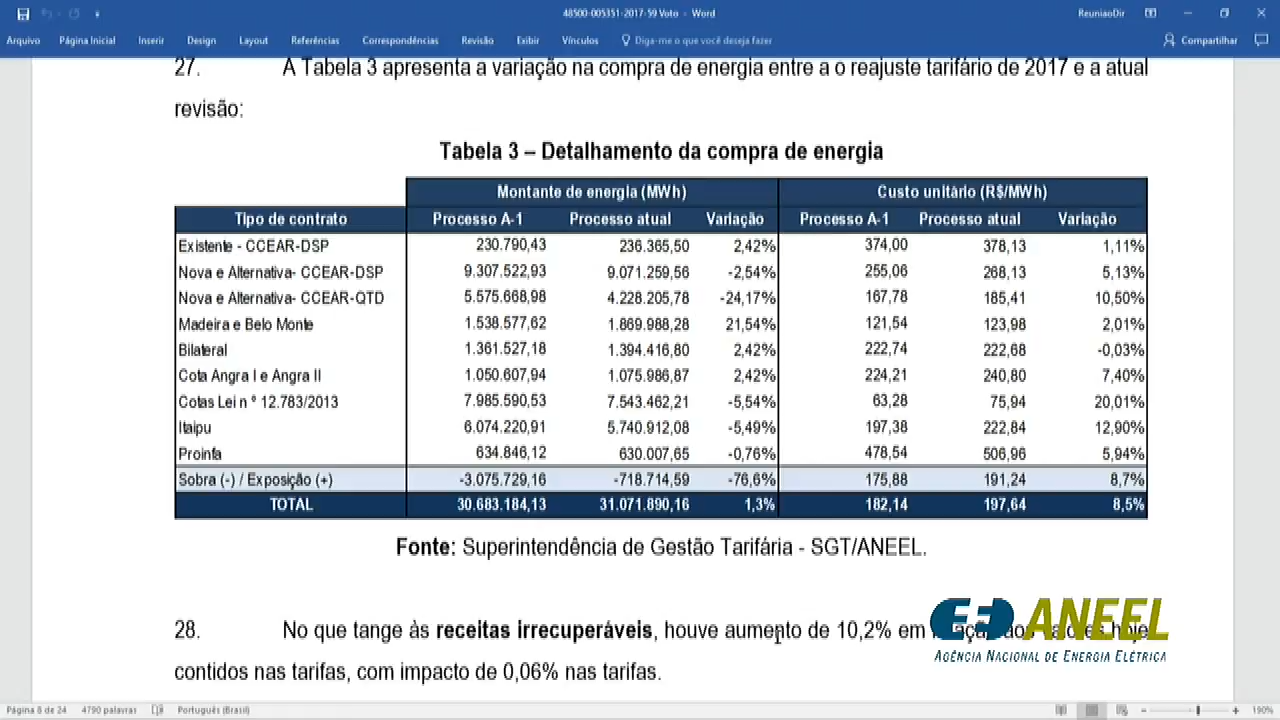 48500-005351-2017-59 Voto - Word
ReuniaoDir
Arquivo Página Inicial Inserir Design Layout Referências Correspondências Revisão Exibir Vínculos Diga-me o que você deseja fazer Compartilhar
27. A Tabela 3 apresenta a variação na compra de energia entre a o reajuste tarifário de 2017 e a atual
revisão:
Tabela 3 – Detalhamento da compra de energia
Montante de energia (MWh) Custo unitário (R$/MWh)
Tipo de contrato Processo A-1 Processo atual Variação Processo A-1 Processo atual Variação
Existente - CCEAR-DSP 230.790,43 236.365,50 2,42% 374,00 378,13 1,11%
Nova e Alternativa- CCEAR-DSP 9.307.522,93 9.071.259,56 -2,54% 255,06 268,13 5,13%
Nova e Alternativa- CCEAR-QTD 5.575.668,98 4.228.205,78 -24,17% 167,78 185,41 10,50%
Madeira e Belo Monte 1.538.577,62 1.869.988,28 21,54% 121,54 123,98 2,01%
Bilateral 1.361.527,18 1.394.416,80 2,42% 222,74 222,68 -0,03%
Cota Angra I e Angra II 1.050.607,94 1.075.986,87 2,42% 224,21 240,80 7,40%
Cotas Lei n º 12.783/2013 7.985.590,53 7.543.462,21 -5,54% 63,28 75,94 20,01%
Itaipu 6.074.220,91 5.740.912,08 -5,49% 197,38 222,84 12,90%
Proinfa 634.846,12 630.007,65 -0,76% 478,54 506,96 5,94%
Sobra (-) / Exposição (+) -3.075.729,16 -718.714,59 -76,6% 175,88 191,24 8,7%
TOTAL 30.683.184,13 31.071.890,16 1,3% 182,14 197,64 8,5%
Fonte: Superintendência de Gestão Tarifária - SGT/ANEEL.
28. No que tange às receitas irrecuperáveis, houve aumento de 10,2% em hoje
contidos nas tarifas, com impacto de 0,06% nas tarifas.
ANEEL
AGÊNCIA NACIONAL DE ENERGIA ELÉTRICA
Página 8 de 24 4790 palavras Português (Brasil) 190%